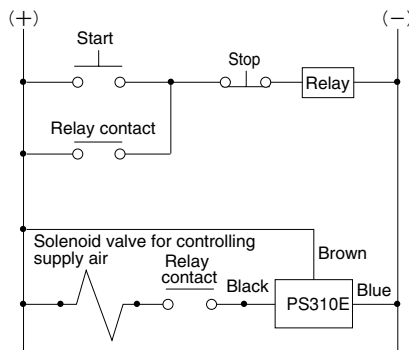 (+)
(−)
Start
Stop
Relay
Relay contact
Solenoid valve for controlling
supply air
Relay
contact
Brown
Black
PS310E
Blue